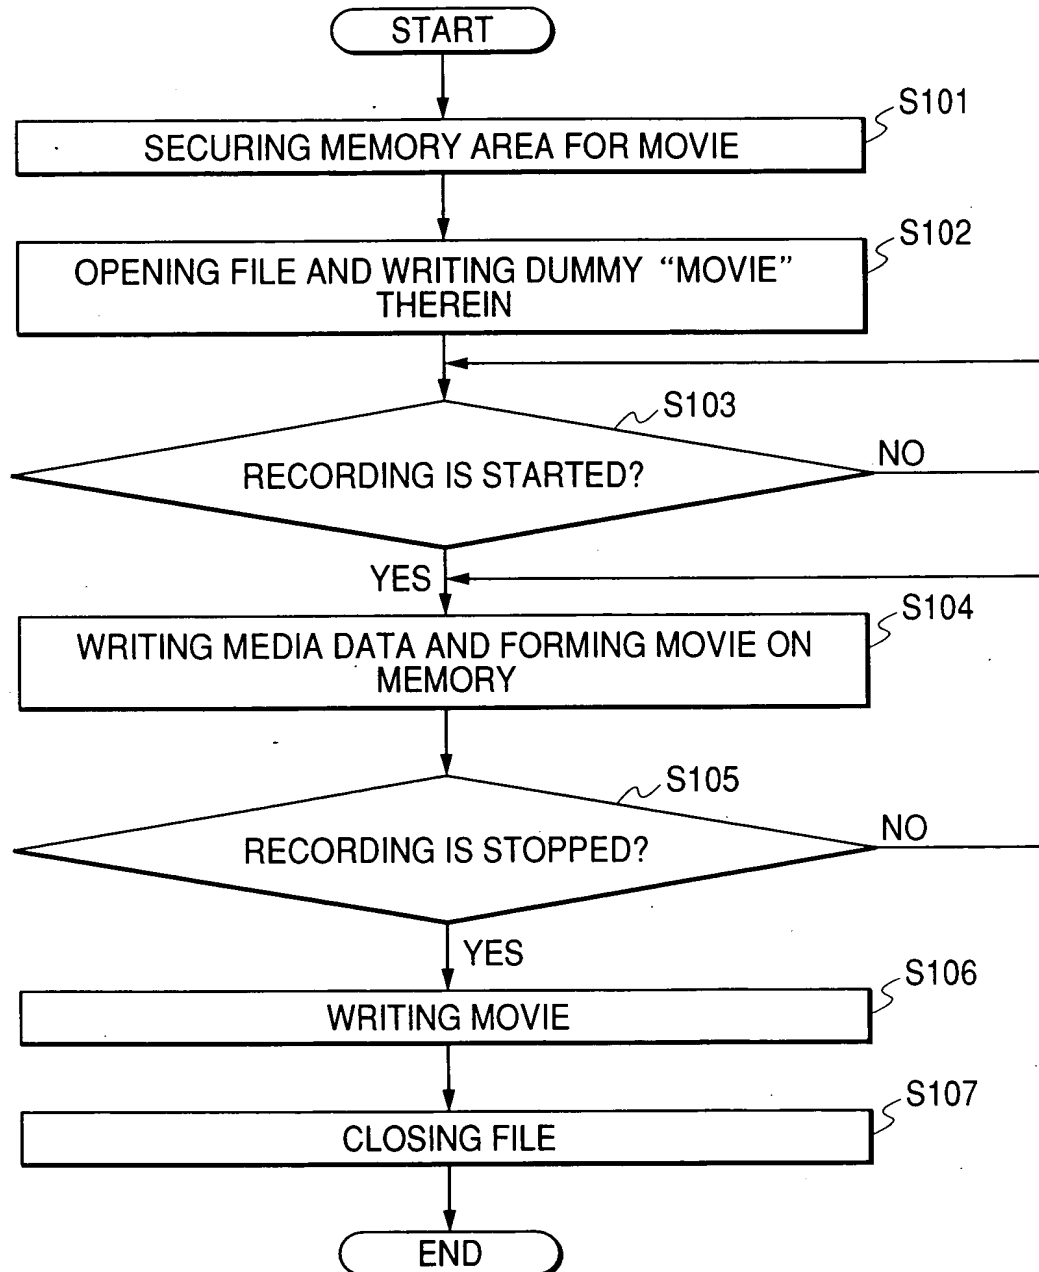 START
S101
SECURING MEMORY AREA FOR MOVIE
S102
OPENING FILE AND WRITING DUMMY “MOVIE”
THEREIN
S103
RECORDING IS STARTED?
NO
YES
S104
WRITING MEDIA DATA AND FORMING MOVIE ON
MEMORY
S105
RECORDING IS STOPPED?
NO
YES
S106
WRITING MOVIE
S107
CLOSING FILE
END